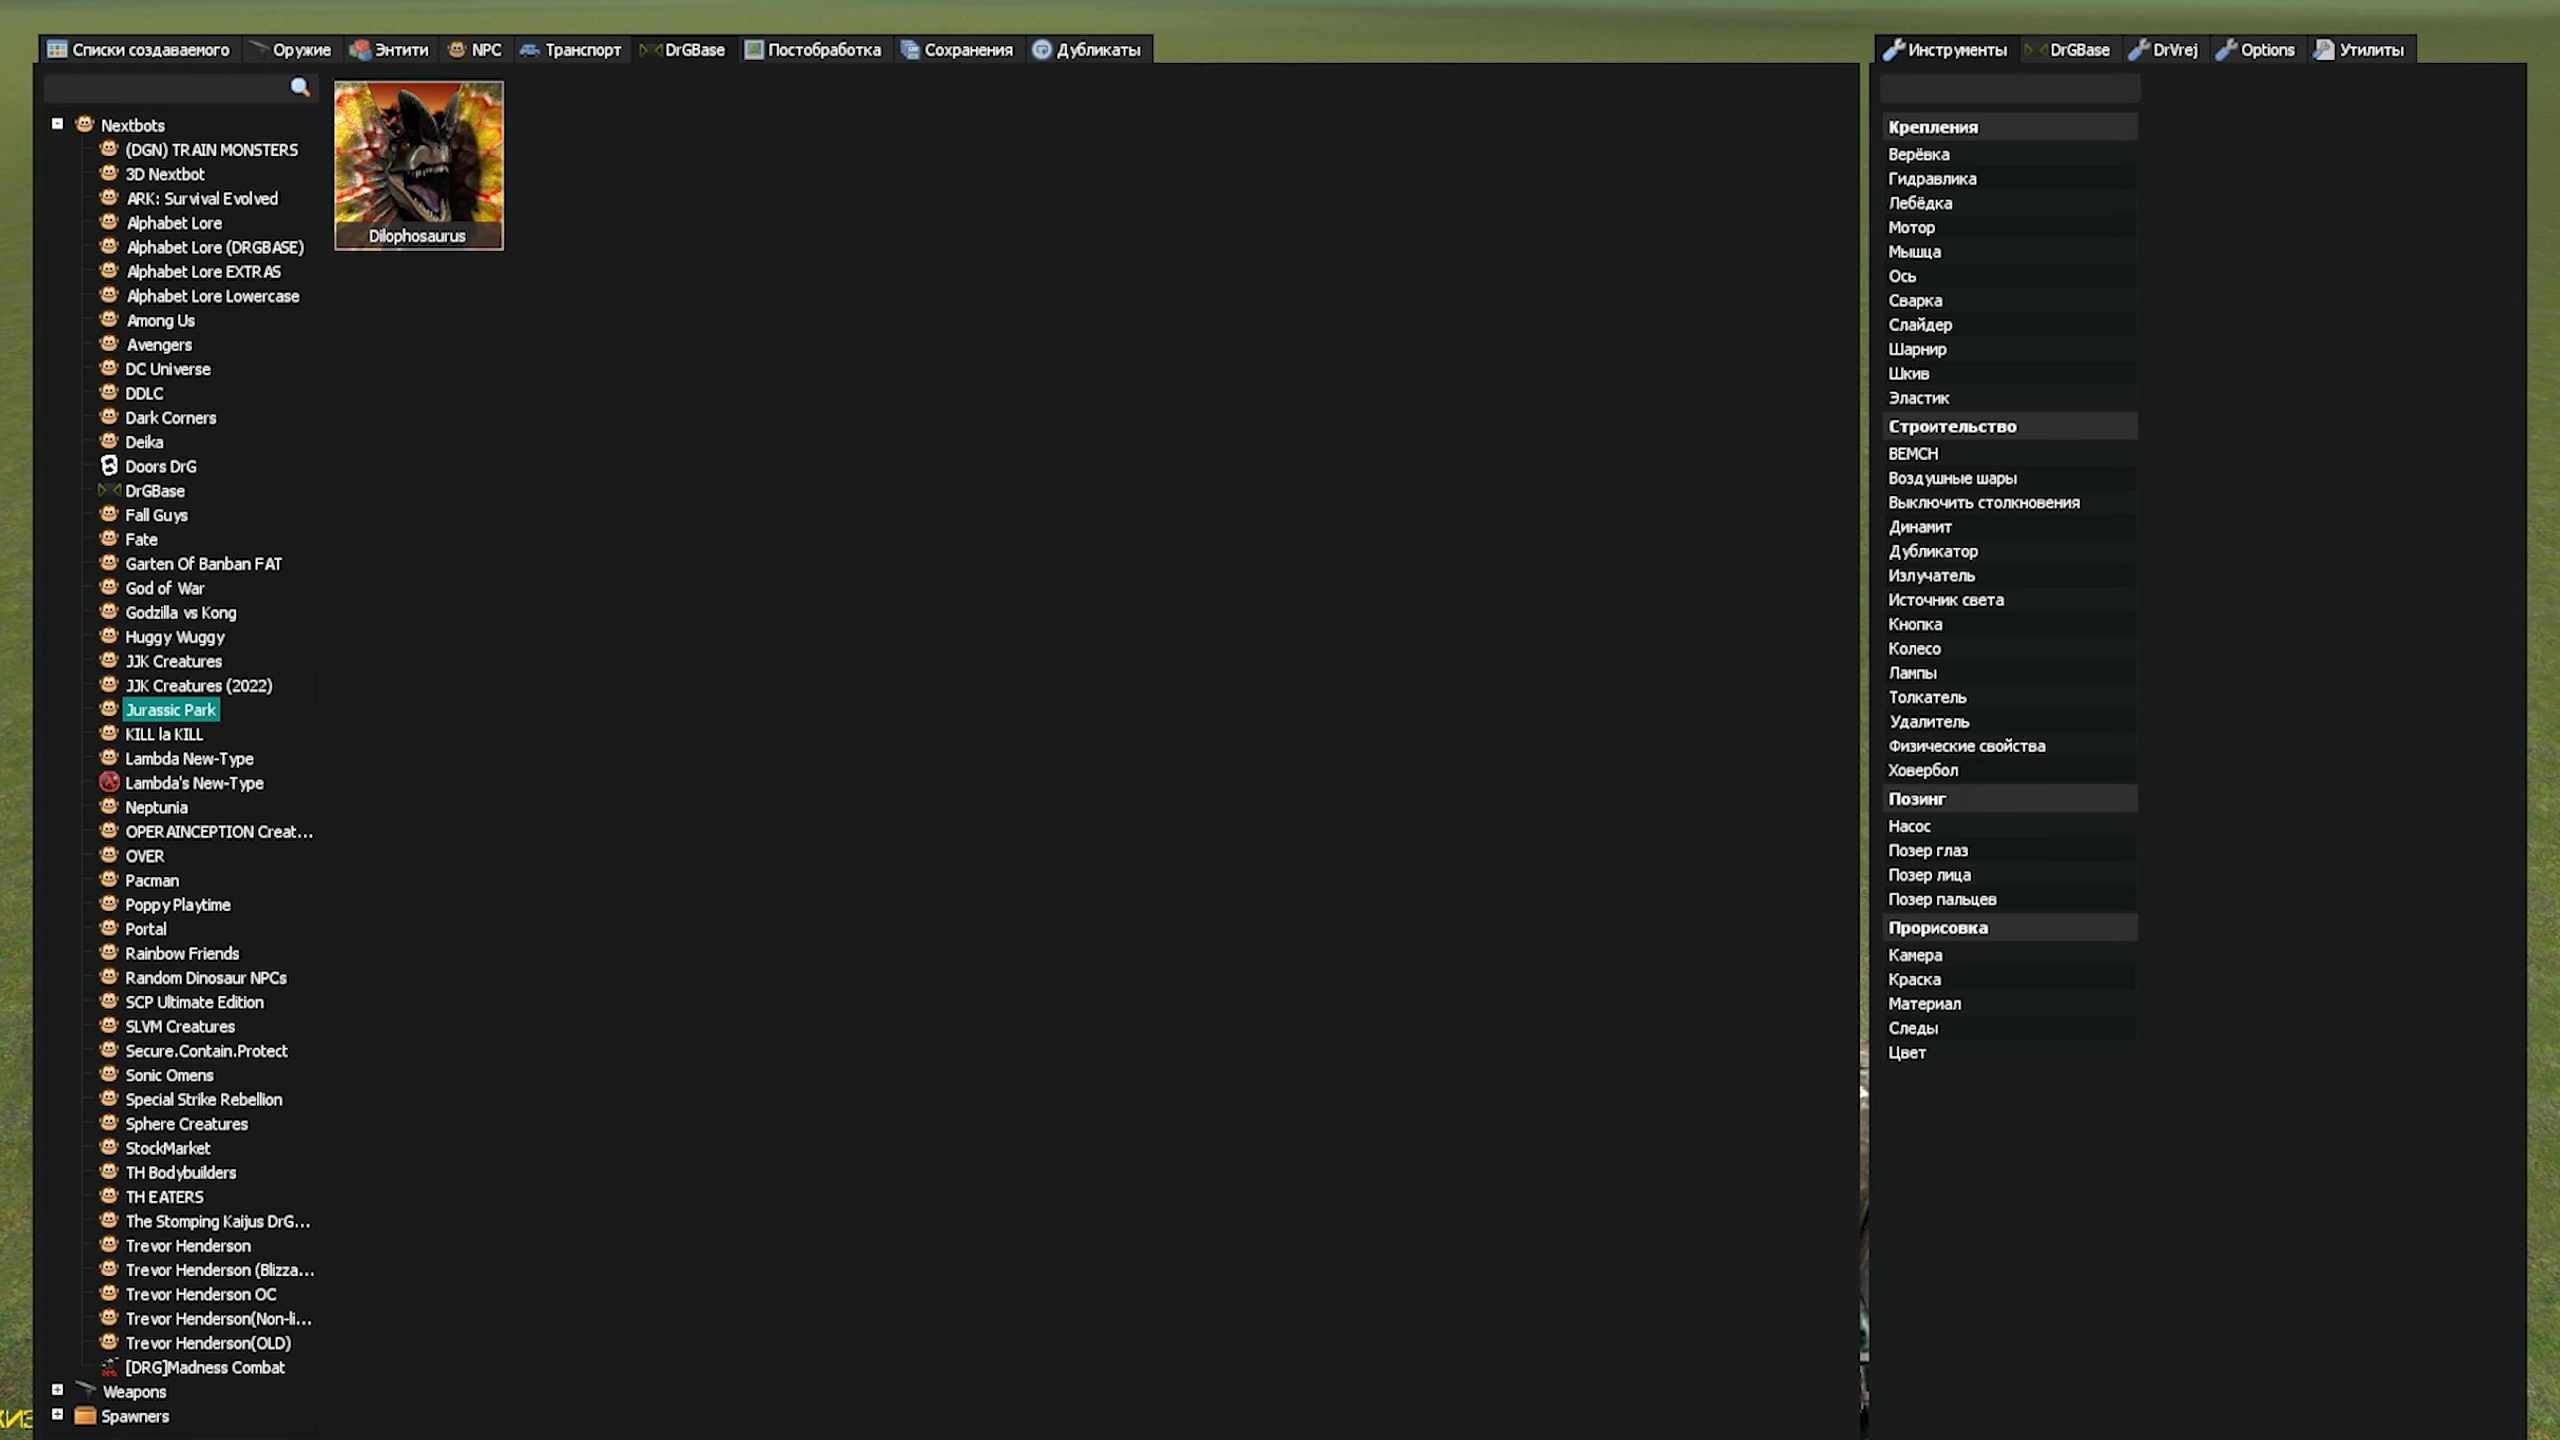 Списки создаваемого Оружие Энтити NPC Транспорт DrGBase Постобработка Сохранения Дубликаты
Nextbots
(DGN) TRAIN MONSTERS
3D Nextbot
ARK: Survival Evolved
Alphabet Lore
Alphabet Lore (DRGBASE)
Alphabet Lore EXTRAS
Alphabet Lore Lowercase
Among Us
Avengers
DC Universe
DDLC
Dark Corners
Deika
Doors DrG
DrGBase
Fall Guys
Fate
Garten Of Banban FAT
God of War
Godzilla vs Kong
Huggy Wuggy
JJK Creatures
JJK Creatures (2022)
Jurassic Park
KILL la KILL
Lambda New-Type
Lambda's New-Type
Neptunia
OPERAINCEPTION Creat...
OVER
Pacman
Poppy Playtime
Portal
Rainbow Friends
Random Dinosaur NPCs
SCP Ultimate Edition
SLVM Creatures
Secure.Contain.Protect
Sonic Omens
Special Strike Rebellion
Sphere Creatures
StockMarket
TH Bodybuilders
TH EATERS
The Stomping Kaijus DrG...
Trevor Henderson
Trevor Henderson (Blizza...
Trevor Henderson OC
Trevor Henderson(Non-li...
Trevor Henderson(OLD)
[DRG]Madness Combat
Weapons
Spawners
Dilophosaurus
Инструменты DrGBase DrVrej Options Утилиты
Крепления
Верёвка
Гидравлика
Лебёдка
Мотор
Мышца
Ось
Сварка
Слайдер
Шарнир
Шкив
Эластик
Строительство
ВЕМСН
Воздушные шары
Выключить столкновения
Динамит
Дубликатор
Излучатель
Источник света
Кнопка
Колесо
Лампы
Толкатель
Удалитель
Физические свойства
Ховербол
Позинг
Насос
Позер глаз
Позер лица
Позер пальцев
Прорисовка
Камера
Краска
Материал
Следы
Цвет